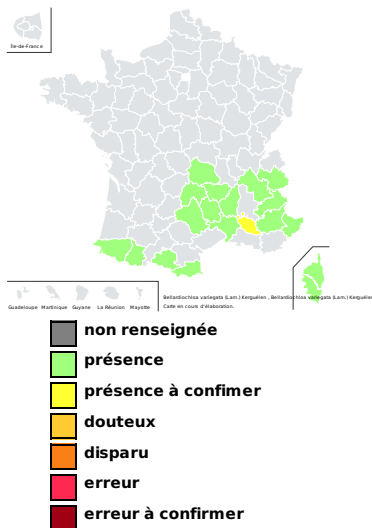 Île-de-France
Guadeloupe Martinique Guyane La Réunion Mayotte
Bellardiochloa variegata (Lam.) Kerguélen , Bellardiochloa variegata (Lam.) Kerguélen
Carte en cours d'élaboration.
non renseignée
présence
présence à confimer
douteux
disparu
erreur
erreur à confirmer